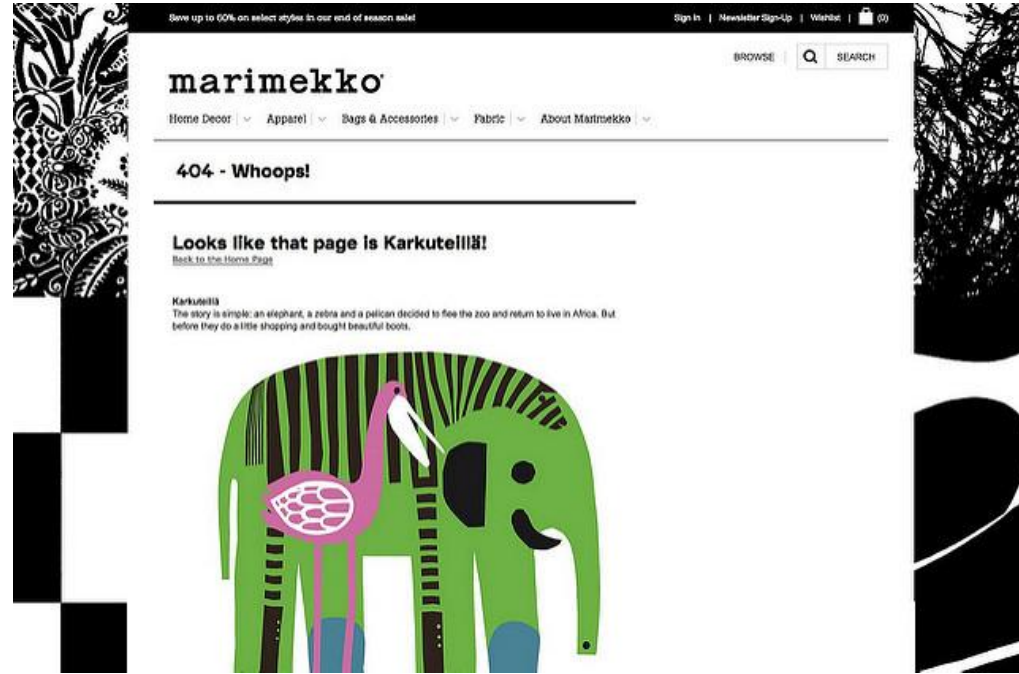 Save up to 60% on select styles in our end of season sale!
Sign In | Newsletter Sign-Up | Wishlist | (0)
BROWSE
SEARCH
marimekko®
Home Decor
Apparel
Bags & Accessories
Fabric
About Marimekko
404 - Whoops!
Looks like that page is Karkuteillä!
Back to the Home Page
Karkuteillä
The story is simple: an elephant, a zebra and a pelican decided to flee the zoo and return to live in Africa. But
before they do a little shopping and bought beautiful boots.